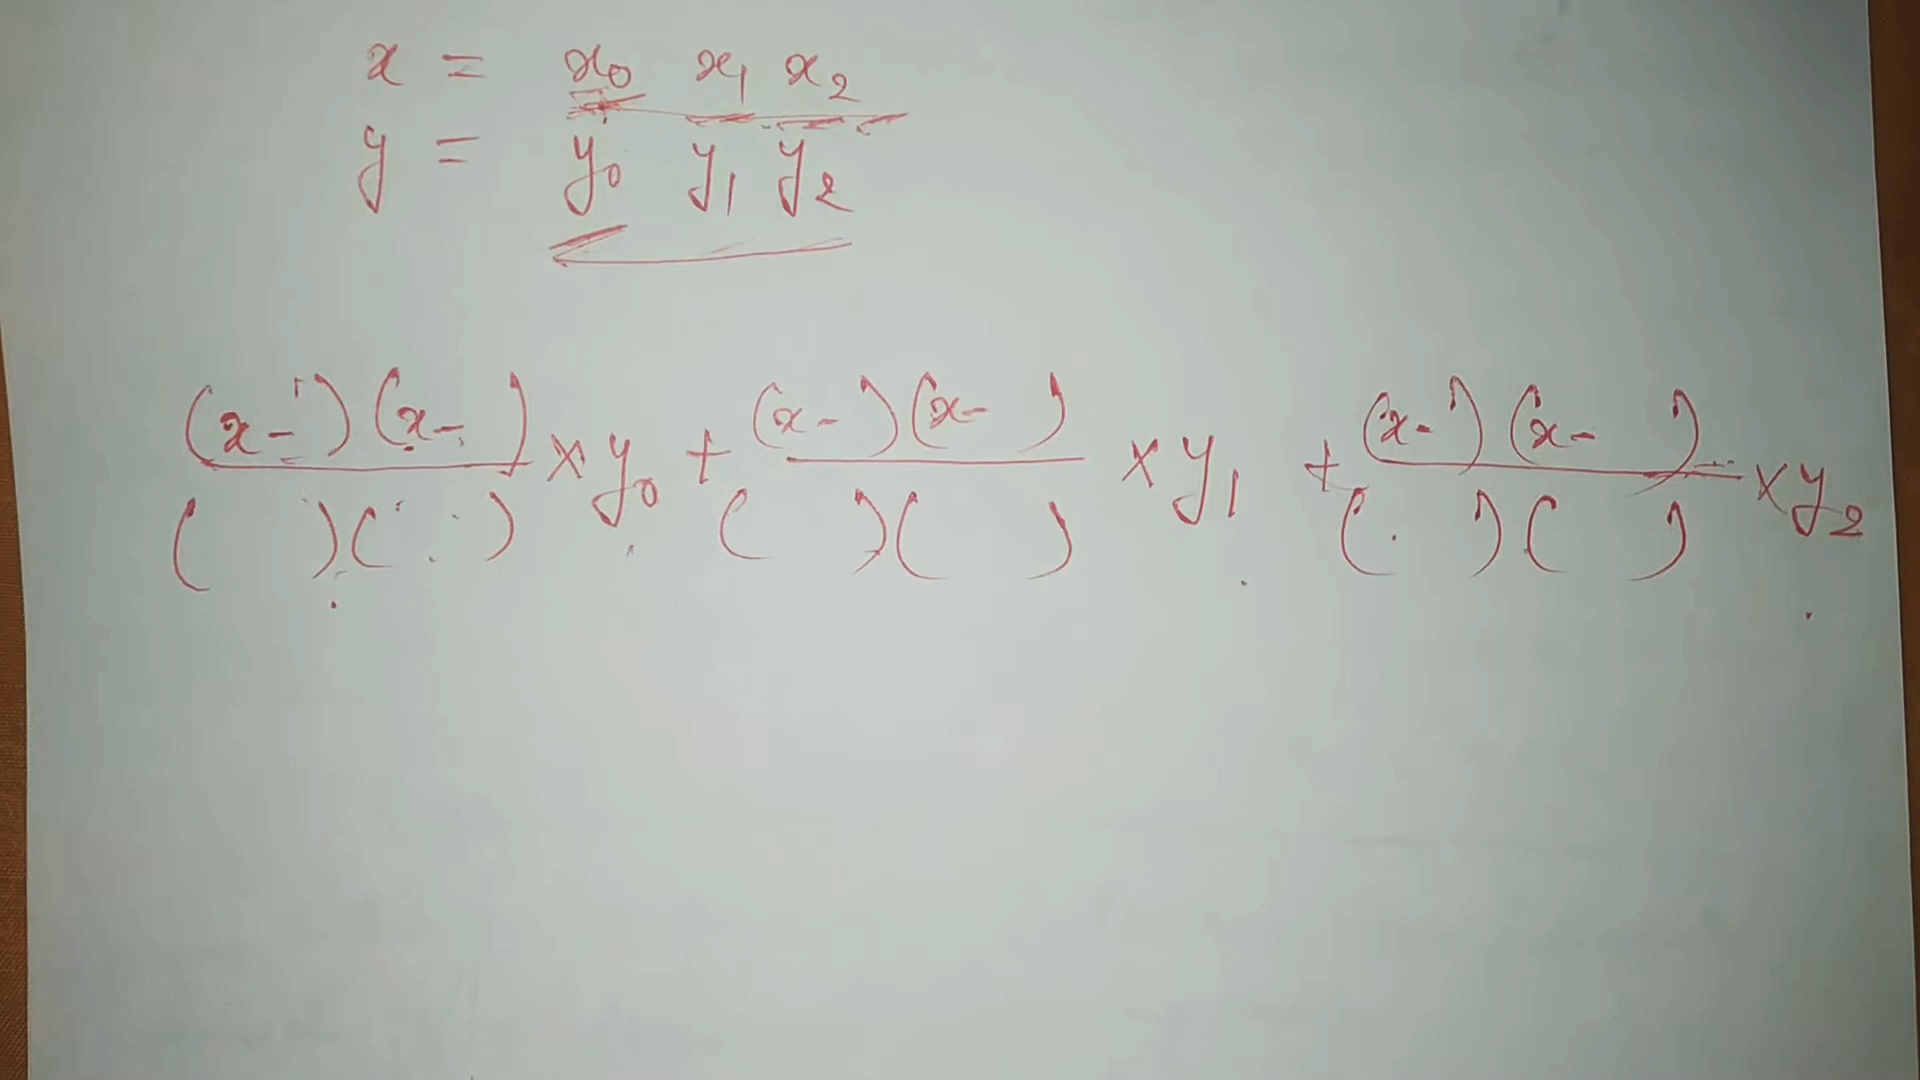 x = x₀ x₁ x₂
y = y₀ y₁ y₂
(x- )(x- ) / ( )( ) × y₀ + (x- )(x- ) / ( )( ) × y₁ + (x- )(x- ) / ( )( ) × y₂